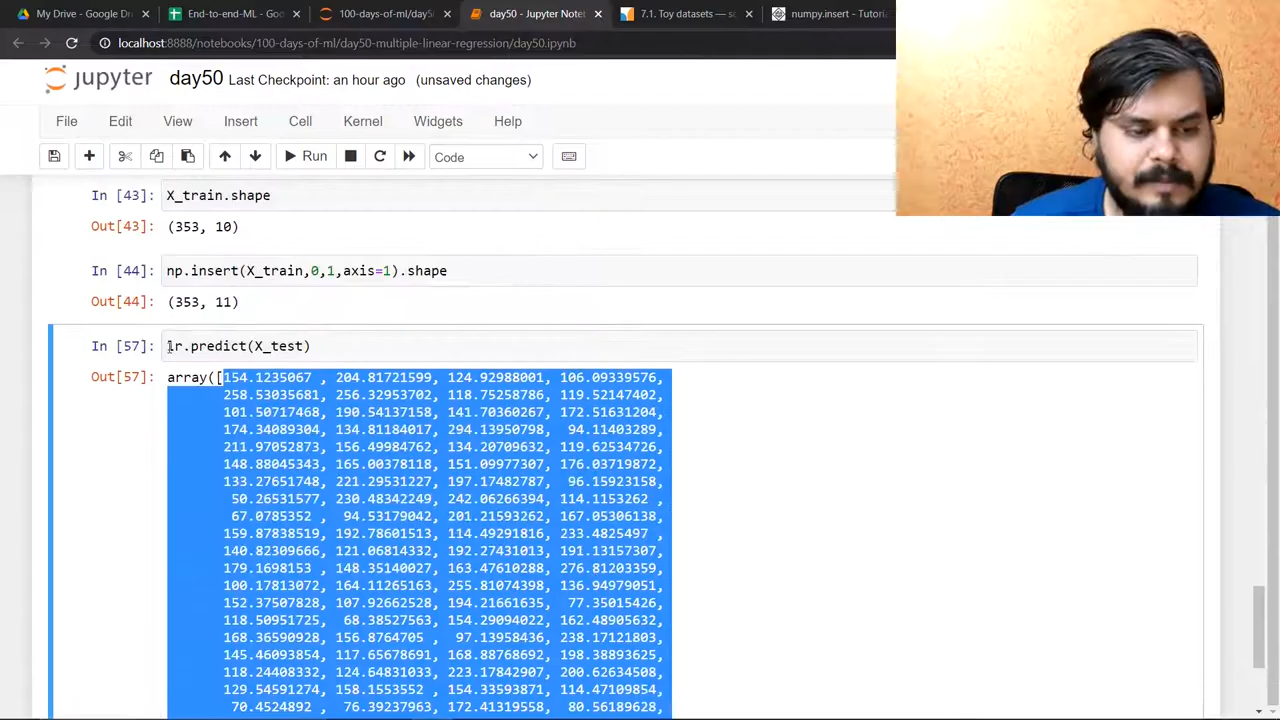 My Drive - Google Dr
End-to-end-ML - Goo
100-days-of-ml/day50
day50 - Jupyter Note
7.1. Toy datasets — sc
numpy.insert - Tutoria
localhost:8888/notebooks/100-days-of-ml/day50-multiple-linear-regression/day50.ipynb
jupyter day50 Last Checkpoint: an hour ago (unsaved changes)
File Edit View Insert Cell Kernel Widgets Help
Run Code
In [43]: X_train.shape
Out[43]: (353, 10)
In [44]: np.insert(X_train,0,1,axis=1).shape
Out[44]: (353, 11)
In [57]: lr.predict(X_test)
Out[57]: array([154.1235067 , 204.81721599, 124.92988001, 106.09339576,
258.53035681, 256.32953702, 118.75258786, 119.52147402,
101.50717468, 190.54137158, 141.70360267, 172.51631204,
174.34089304, 134.81184017, 294.13950798, 94.11403289,
211.97052873, 156.49984762, 134.20709632, 119.62534726,
148.88045343, 165.00378118, 151.09977307, 176.03719872,
133.27651748, 221.29531227, 197.17482787, 96.15923158,
50.26531577, 230.48342249, 242.06266394, 114.1153262 ,
67.0785352 , 94.53179042, 201.21593262, 167.05306138,
159.87838519, 192.78601513, 114.49291816, 233.4825497 ,
140.82309666, 121.06814332, 192.27431013, 191.13157307,
179.1698153 , 148.35140027, 163.47610288, 276.81203359,
100.17813072, 164.11265163, 255.81074398, 136.94979051,
152.37507828, 107.92662528, 194.21661635, 77.35015426,
118.50951725, 68.38527563, 154.29094022, 162.48905632,
168.36590928, 156.8764705 , 97.13958436, 238.17121803,
145.46093854, 117.65678691, 168.88768692, 198.38893625,
118.24408332, 124.64831033, 223.17842907, 200.62634508,
129.54591274, 158.1553552 , 154.33593871, 114.47109854,
70.4524892 , 76.39237963, 172.41319558, 80.56189628,